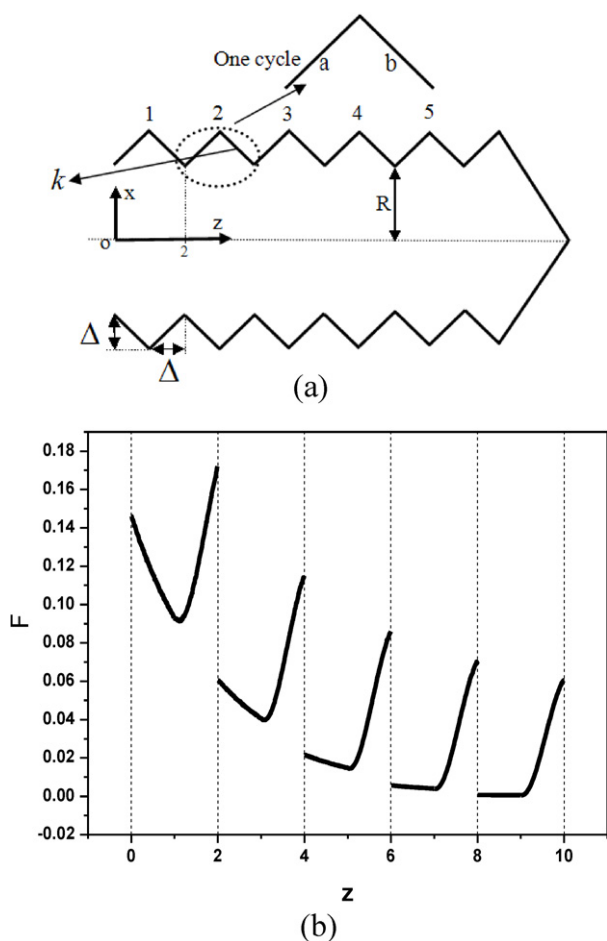 One cycle
a b
1 2 3 4 5
k
x
R
o z
2
Δ
Δ
(a)
0.18
0.16
0.14
0.12
0.10
F
0.08
0.06
0.04
0.02
0.00
-0.02
0 2 4 6 8 10
z
(b)